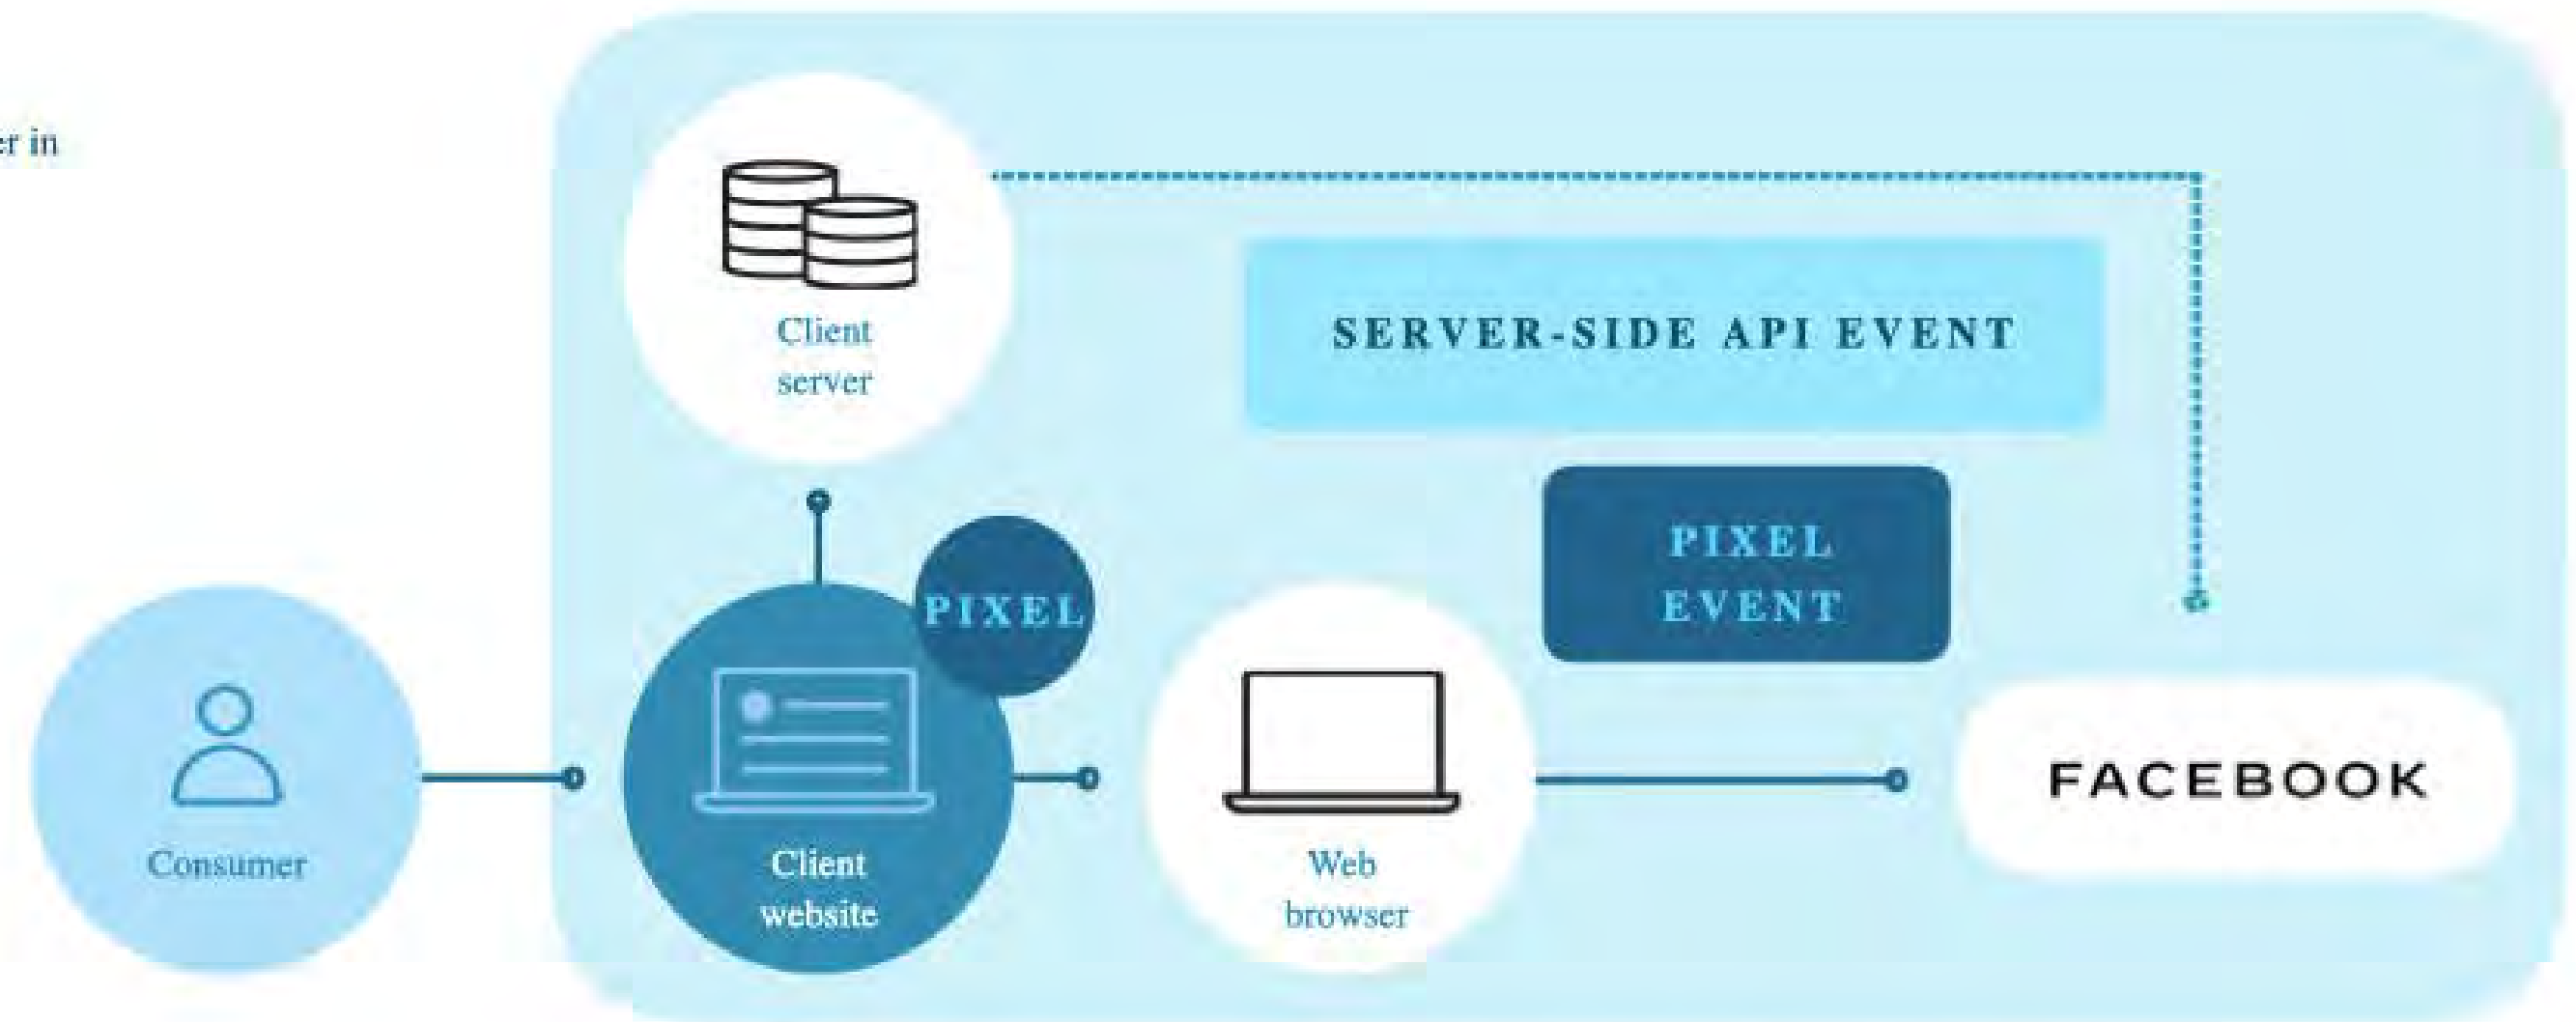 er in
Client
server
SERVER-SIDE API EVENT
PIXEL
EVENT
PIXEL
Consumer
Client
website
Web
browser
FACEBOOK